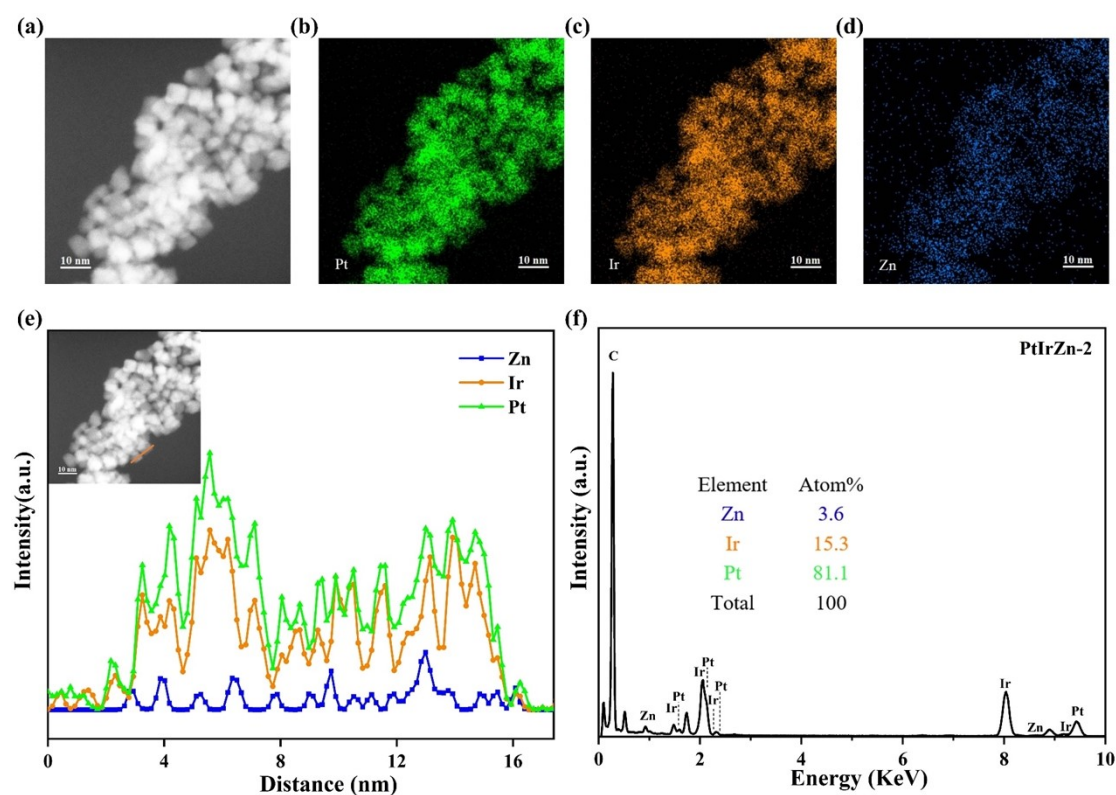 (a)
(b)
(c)
(d)
10 nm
Pt
10 nm
Ir
10 nm
Zn
10 nm
(e)
10 nm
Zn
Ir
Pt
Intensity(a.u.)
0 4 8 12 16
Distance (nm)
(f)
PtIrZn-2
C
Element Atom%
Zn 3.6
Ir 15.3
Pt 81.1
Total 100
Zn
Ir
Pt
Ir
Pt
Ir
Pt
Ir
Zn
Ir
Pt
Intensity (a.u.)
0 2 4 6 8 10
Energy (KeV)